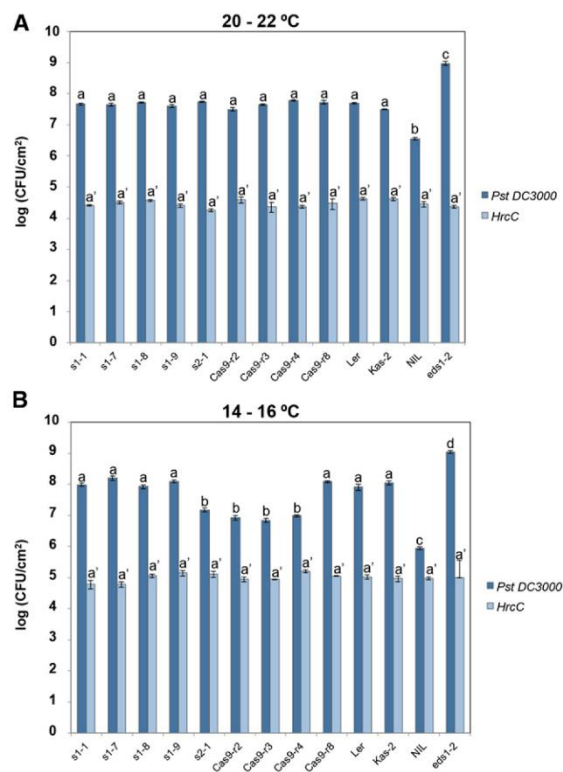 A
20 - 22 ºC
log (CFU/cm²)
10
9
8
7
6
5
4
3
2
1
0
a a a a a a a a a a a b c
a' a' a' a' a' a' a' a' a' a' a' a' a'
Pst DC3000
HrcC
s1-1 s1-7 s1-8 s1-9 s2-1 Cas9-r2 Cas9-r3 Cas9-r4 Cas9-r8 Ler Kas-2 NIL eds1-2
B
14 - 16 ºC
log (CFU/cm²)
10
9
8
7
6
5
4
3
2
1
0
a a a a b b b b a a a c d
a' a' a' a' a' a' a' a' a' a' a' a' a'
Pst DC3000
HrcC
s1-1 s1-7 s1-8 s1-9 s2-1 Cas9-r2 Cas9-r3 Cas9-r4 Cas9-r8 Ler Kas-2 NIL eds1-2